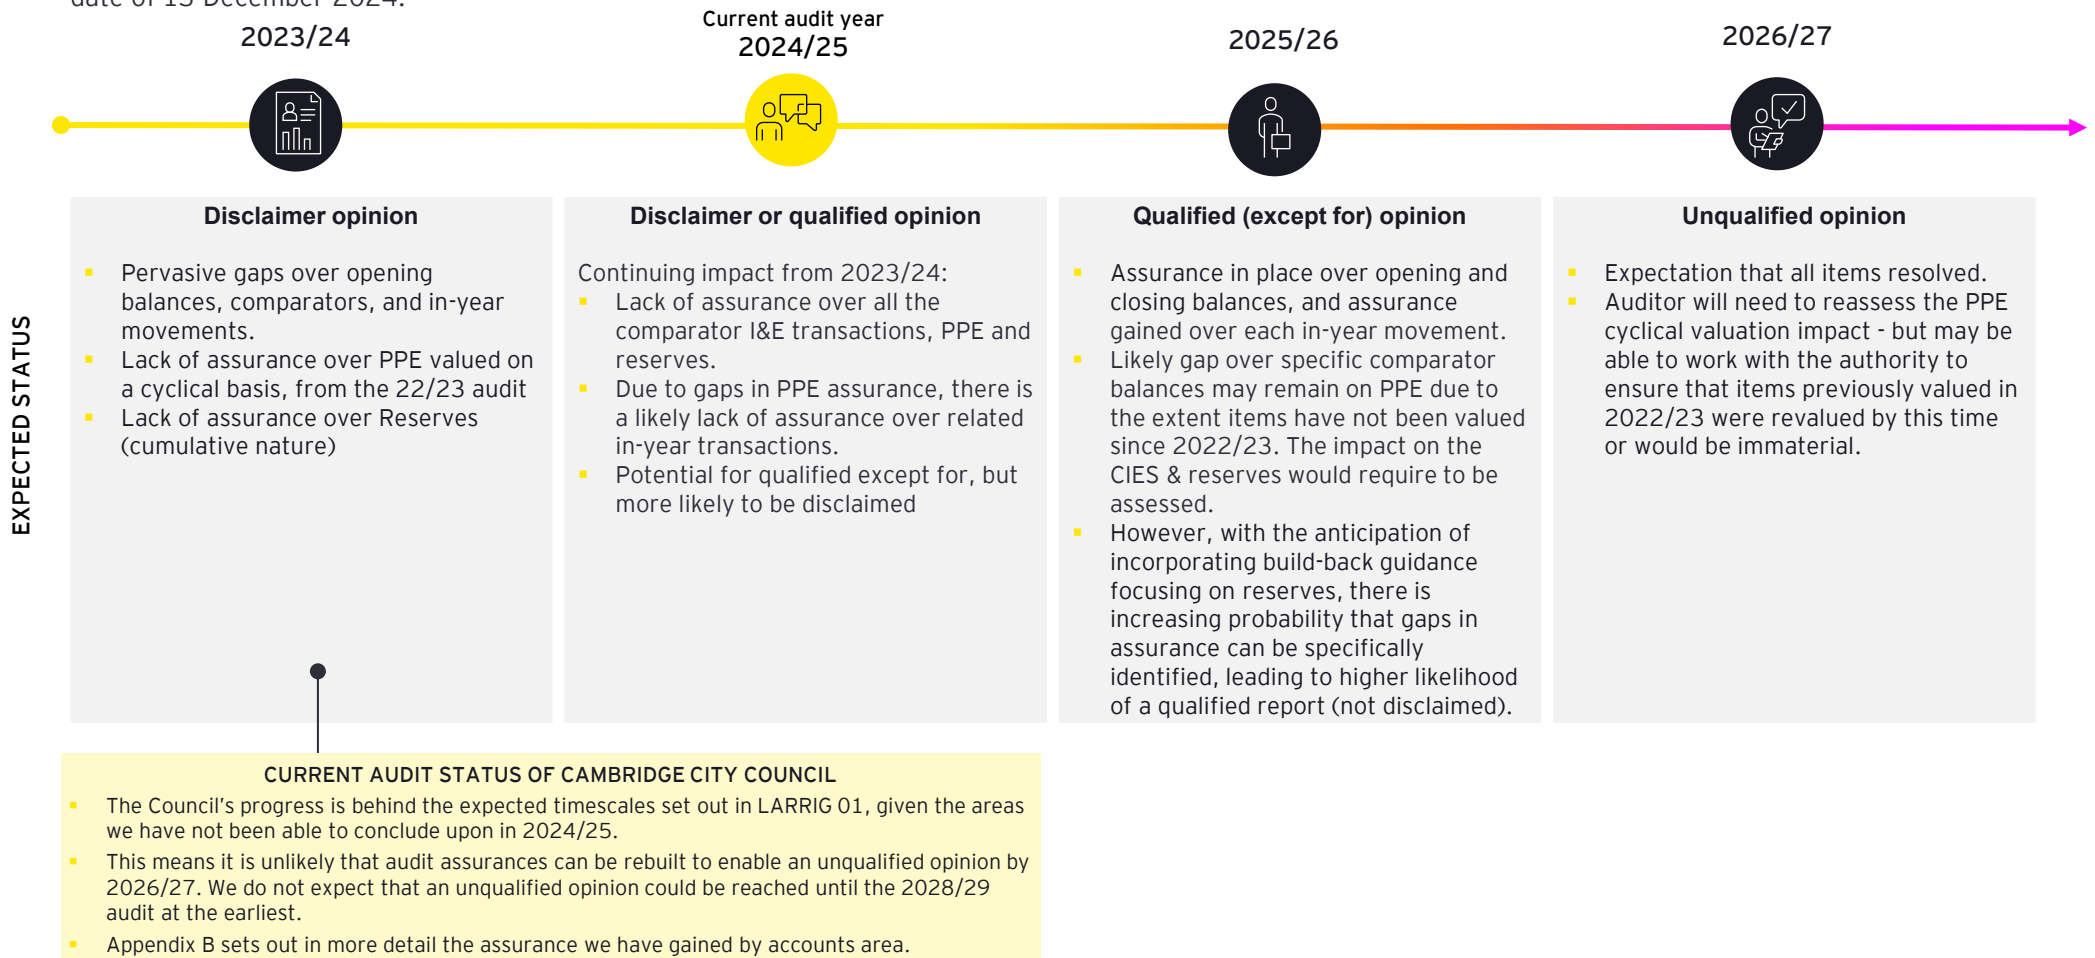 date of 13 December 2024.
2023/24
Current audit year
2024/25
2025/26
2026/27
EXPECTED STATUS
Disclaimer opinion
▪ Pervasive gaps over opening
balances, comparators, and in-year
movements.
▪ Lack of assurance over PPE valued on
a cyclical basis, from the 22/23 audit
▪ Lack of assurance over Reserves
(cumulative nature)
Disclaimer or qualified opinion
Continuing impact from 2023/24:
▪ Lack of assurance over all the
comparator I&E transactions, PPE and
reserves.
▪ Due to gaps in PPE assurance, there is
a likely lack of assurance over related
in-year transactions.
▪ Potential for qualified except for, but
more likely to be disclaimed
Qualified (except for) opinion
▪ Assurance in place over opening and
closing balances, and assurance
gained over each in-year movement.
▪ Likely gap over specific comparator
balances may remain on PPE due to
the extent items have not been valued
since 2022/23. The impact on the
CIES & reserves would require to be
assessed.
▪ However, with the anticipation of
incorporating build-back guidance
focusing on reserves, there is
increasing probability that gaps in
assurance can be specifically
identified, leading to higher likelihood
of a qualified report (not disclaimed).
Unqualified opinion
▪ Expectation that all items resolved.
▪ Auditor will need to reassess the PPE
cyclical valuation impact - but may be
able to work with the authority to
ensure that items previously valued in
2022/23 were revalued by this time
or would be immaterial.
CURRENT AUDIT STATUS OF CAMBRIDGE CITY COUNCIL
▪ The Council's progress is behind the expected timescales set out in LARRIG 01, given the areas
we have not been able to conclude upon in 2024/25.
▪ This means it is unlikely that audit assurances can be rebuilt to enable an unqualified opinion by
2026/27. We do not expect that an unqualified opinion could be reached until the 2028/29
audit at the earliest.
▪ Appendix B sets out in more detail the assurance we have gained by accounts area.